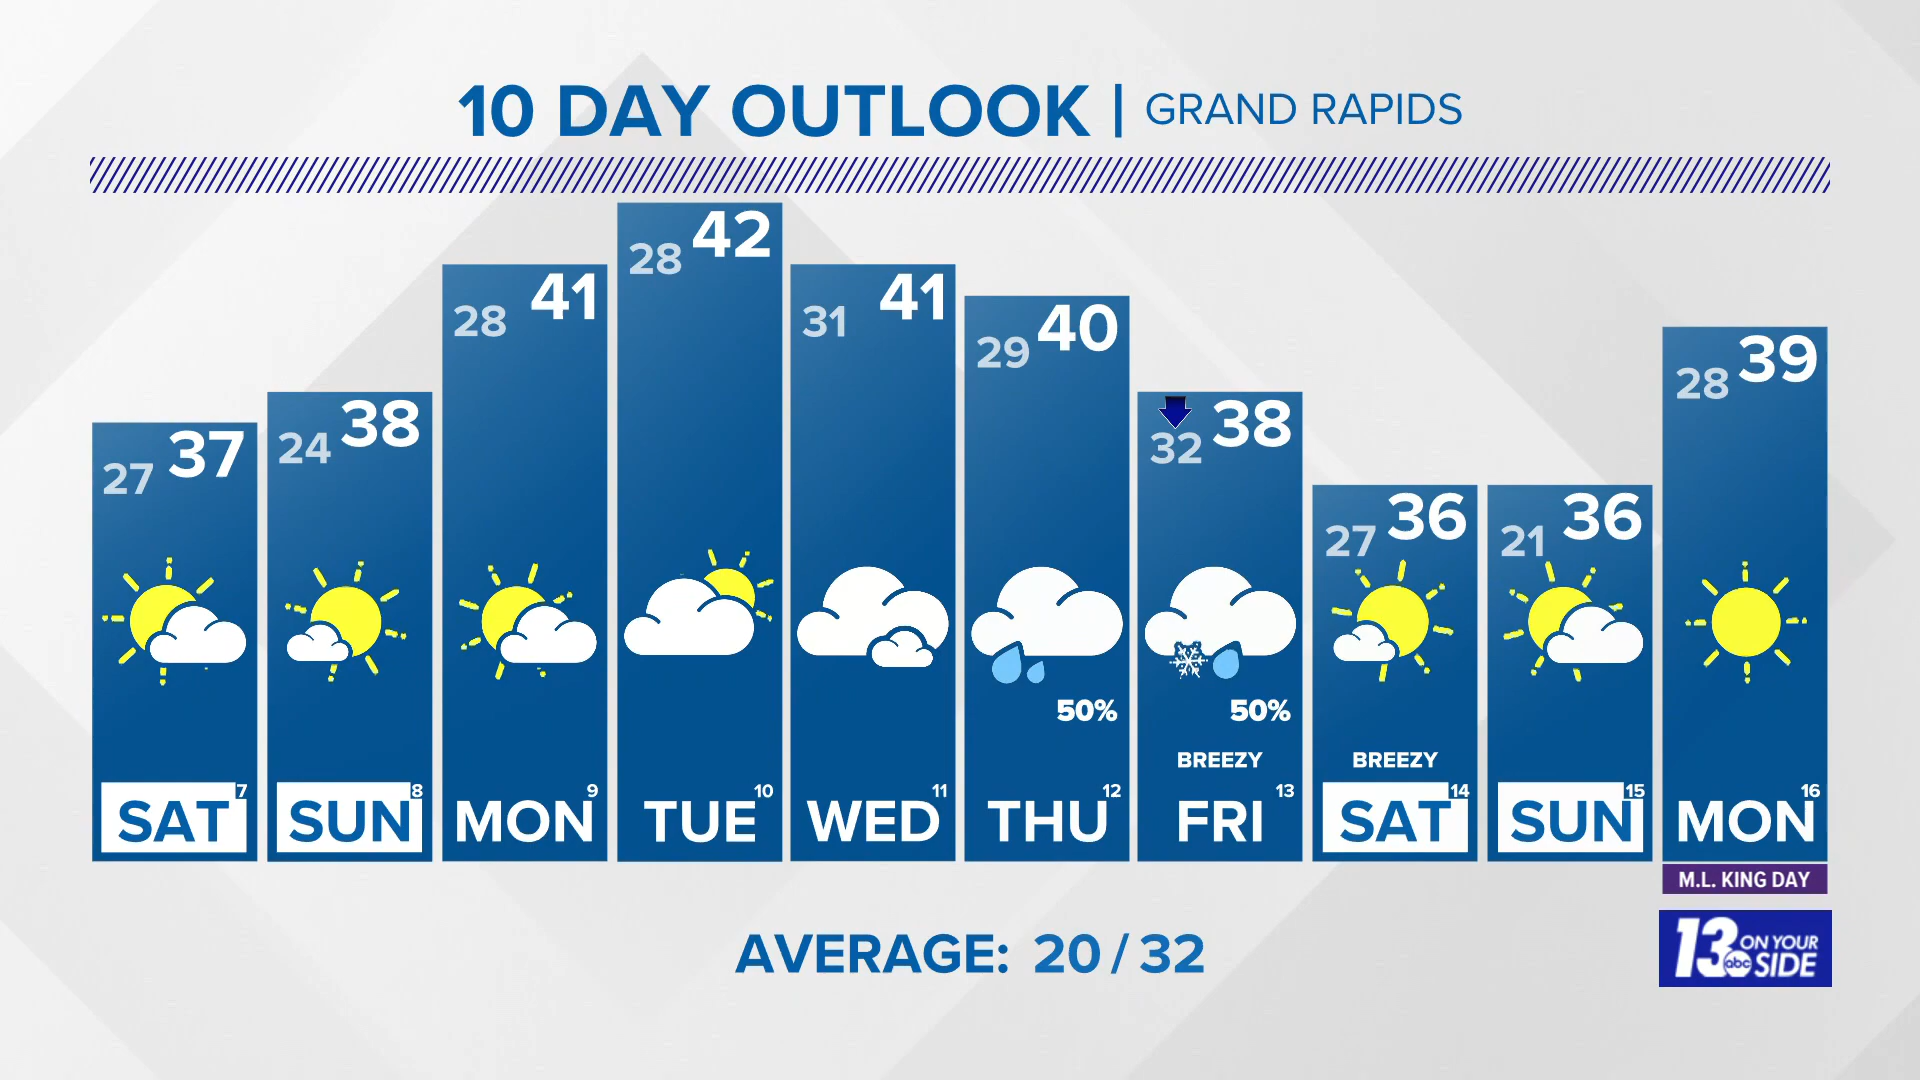 10 DAY OUTLOOK | GRAND RAPIDS
27 37
24 38
28 41
28 42
31 41
29 40
32 38
27 36
21 36
28 39
50%
50%
BREEZY
BREEZY
SAT 7
SUN 8
MON 9
TUE 10
WED 11
THU 12
FRI 13
SAT 14
SUN 15
MON 16
M.L. KING DAY
AVERAGE: 20 / 32
13 abc ON YOUR SIDE